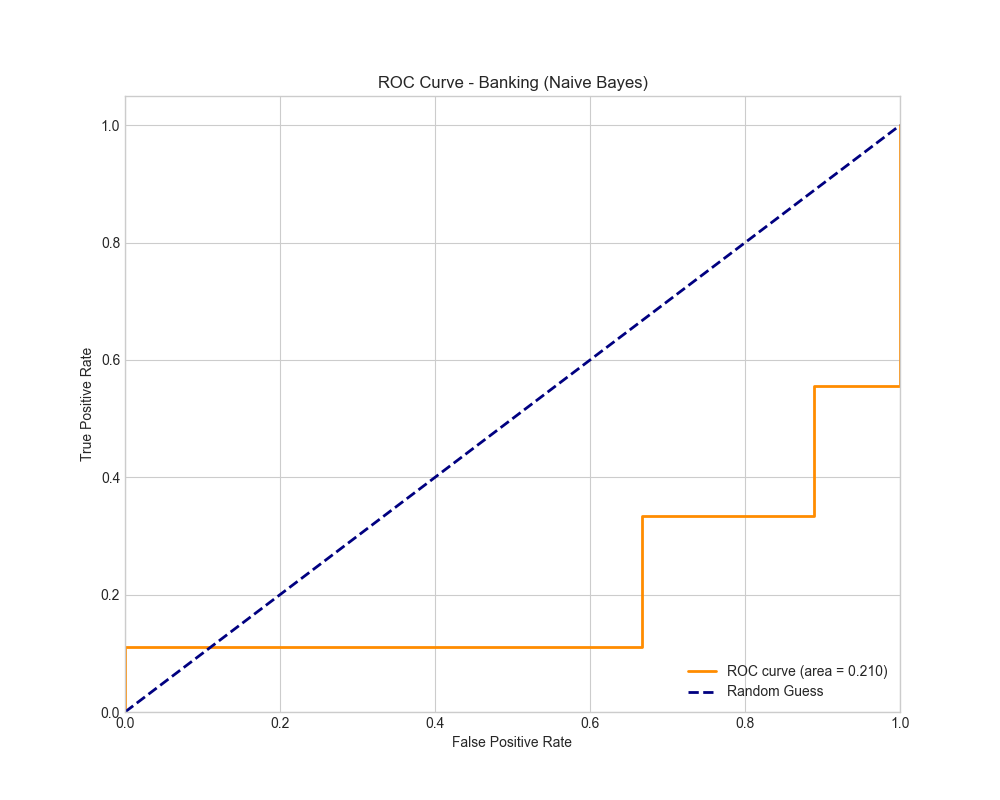 ROC Curve - Banking (Naive Bayes)
True Positive Rate
1.0
0.8
0.6
0.4
0.2
0.0
0.0 0.2 0.4 0.6 0.8 1.0
False Positive Rate
ROC curve (area = 0.210)
Random Guess